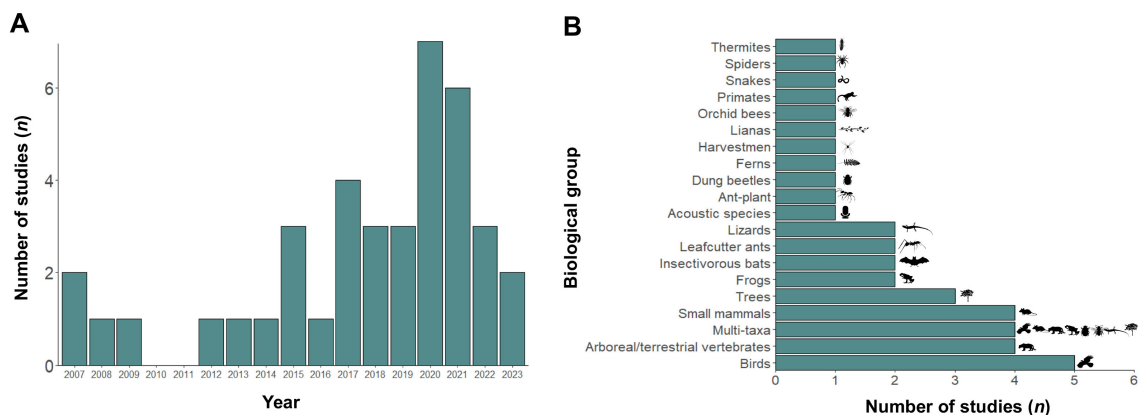 A
Number of studies (n)
6
4
2
0
2007 2008 2009 2010 2011 2012 2013 2014 2015 2016 2017 2018 2019 2020 2021 2022 2023
Year
B
Biological group
Thermites
Spiders
Snakes
Primates
Orchid bees
Lianas
Harvestmen
Ferns
Dung beetles
Ant-plant
Acoustic species
Lizards
Leafcutter ants
Insectivorous bats
Frogs
Trees
Small mammals
Multi-taxa
Arboreal/terrestrial vertebrates
Birds
0 1 2 3 4 5 6
Number of studies (n)